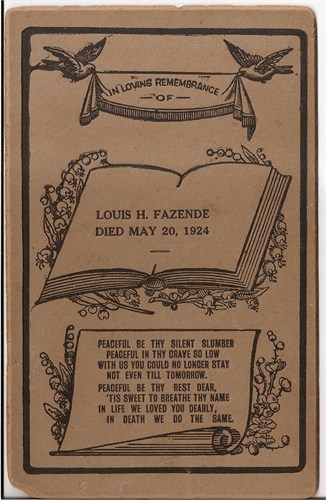 IN LOVING REMEMBRANCE
— OF —
LOUIS H. FAZENDE
DIED MAY 20, 1924
PEACEFUL BE THY SILENT SLUMBER
PEACEFUL IN THY GRAVE SO LOW
WITH US YOU COULD NO LONGER STAY
NOT EVEN TILL TOMORROW.
PEACEFUL BE THY REST DEAR,
'TIS SWEET TO BREATHE THY NAME
IN LIFE WE LOVED YOU DEARLY,
IN DEATH WE DO THE SAME.